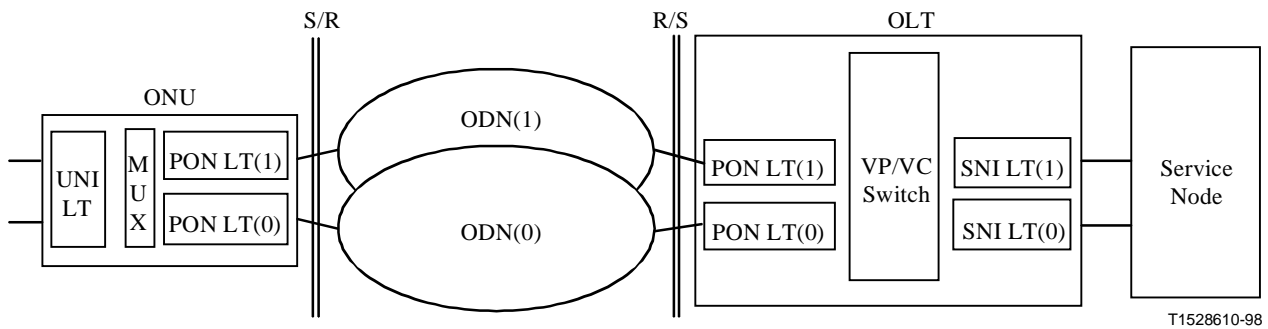 S/R
R/S
OLT
ONU
ODN(1)
ODN(0)
UNI
LT
M
U
X
PON LT(1)
PON LT(0)
PON LT(1)
PON LT(0)
VP/VC
Switch
SNI LT(1)
SNI LT(0)
Service
Node
T1528610-98